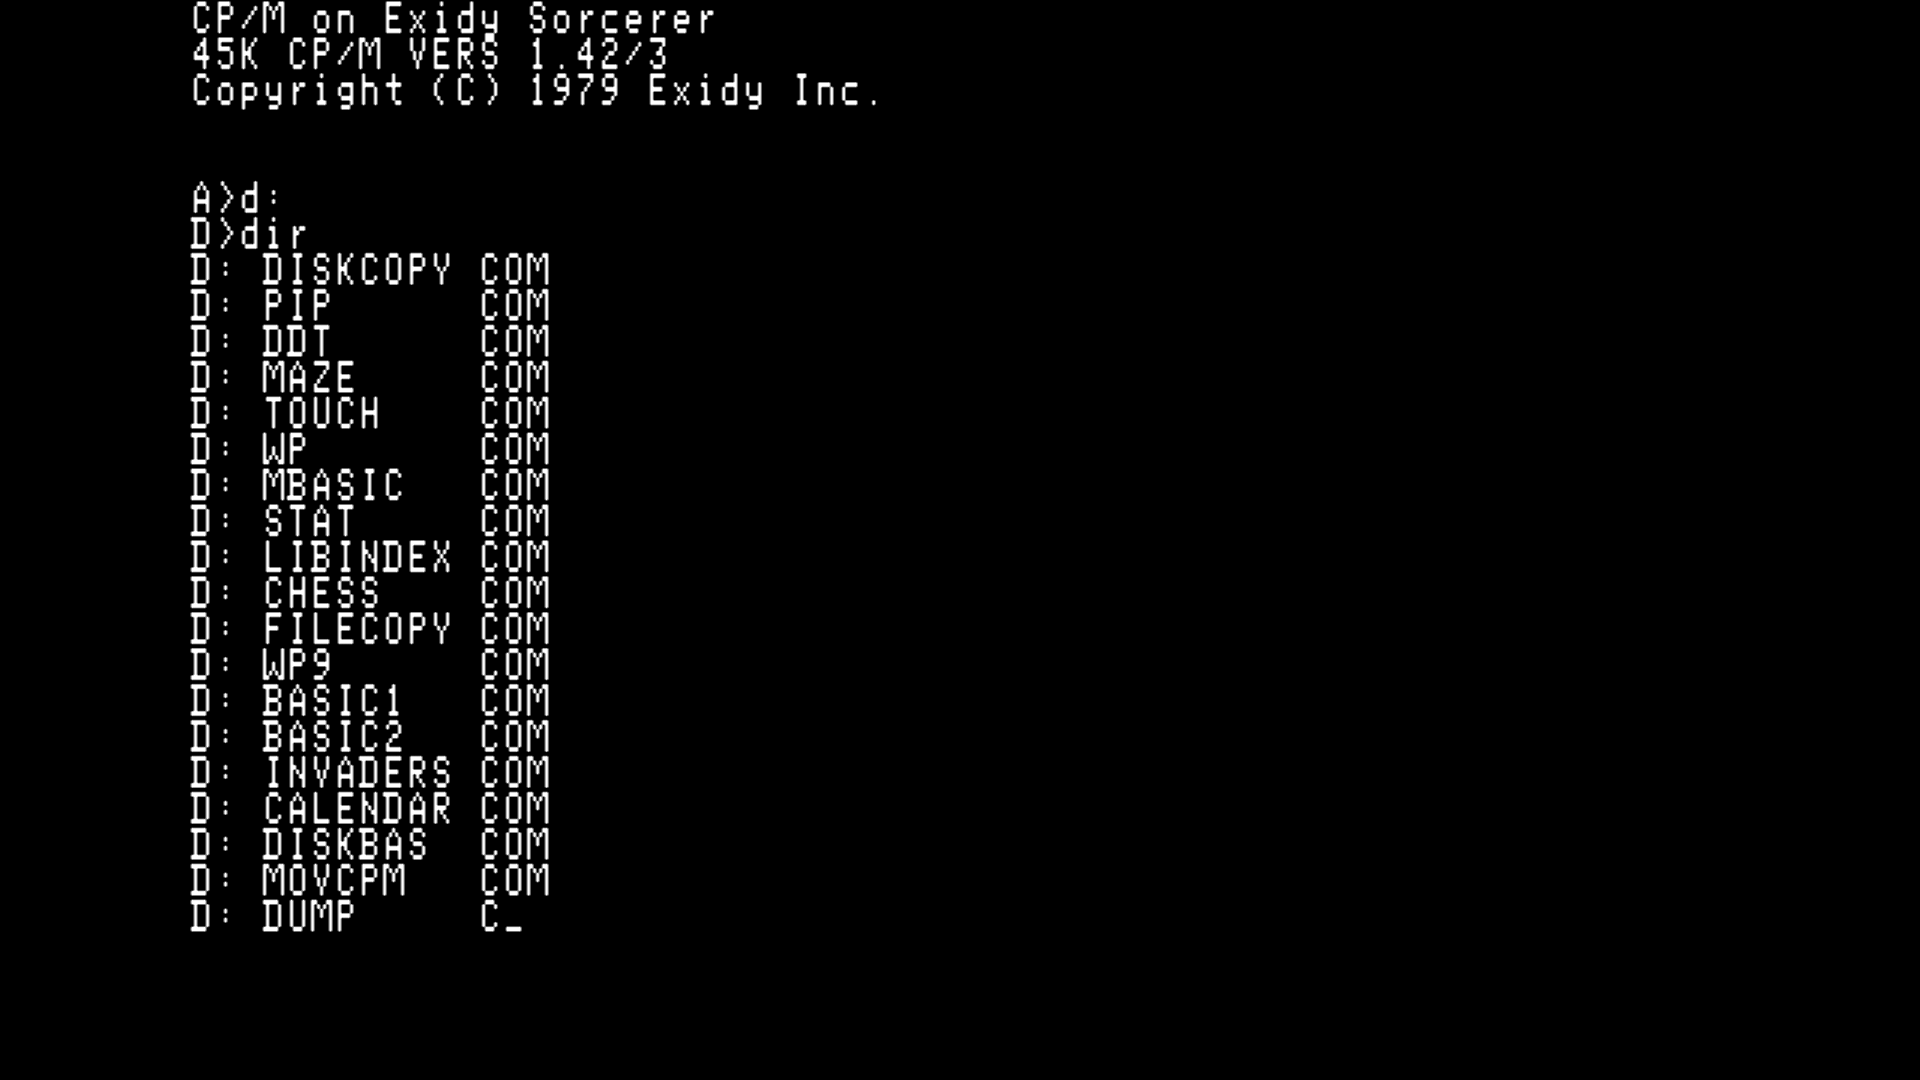 CP/M on Exidy Sorcerer
45K CP/M VERS 1.42/3
Copyright (C) 1979 Exidy Inc.
A>d:
D>dir
D: DISKCOPY COM
D: PIP      COM
D: DDT      COM
D: MAZE     COM
D: TOUCH    COM
D: WP       COM
D: MBASIC   COM
D: STAT     COM
D: LIBINDEX COM
D: CHESS    COM
D: FILECOPY COM
D: WP9      COM
D: BASIC1   COM
D: BASIC2   COM
D: INVADERS COM
D: CALENDAR COM
D: DISKBAS  COM
D: MOVCPM   COM
D: DUMP     C_